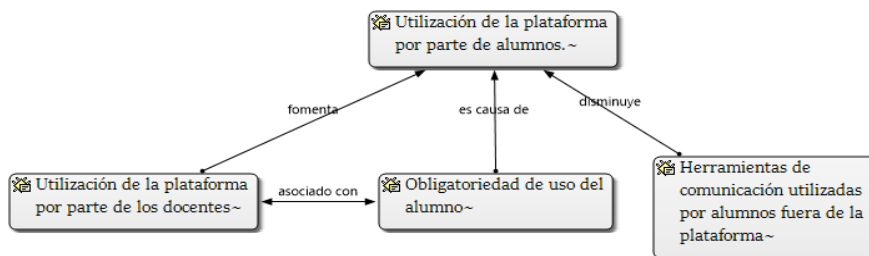 Utilización de la plataforma
por parte de alumnos.~
fomenta
es causa de
disminuye
Utilización de la plataforma
por parte de los docentes~
asociado con
Obligatoriedad de uso del
alumno~
Herramientas de
comunicación utilizadas
por alumnos fuera de la
plataforma~